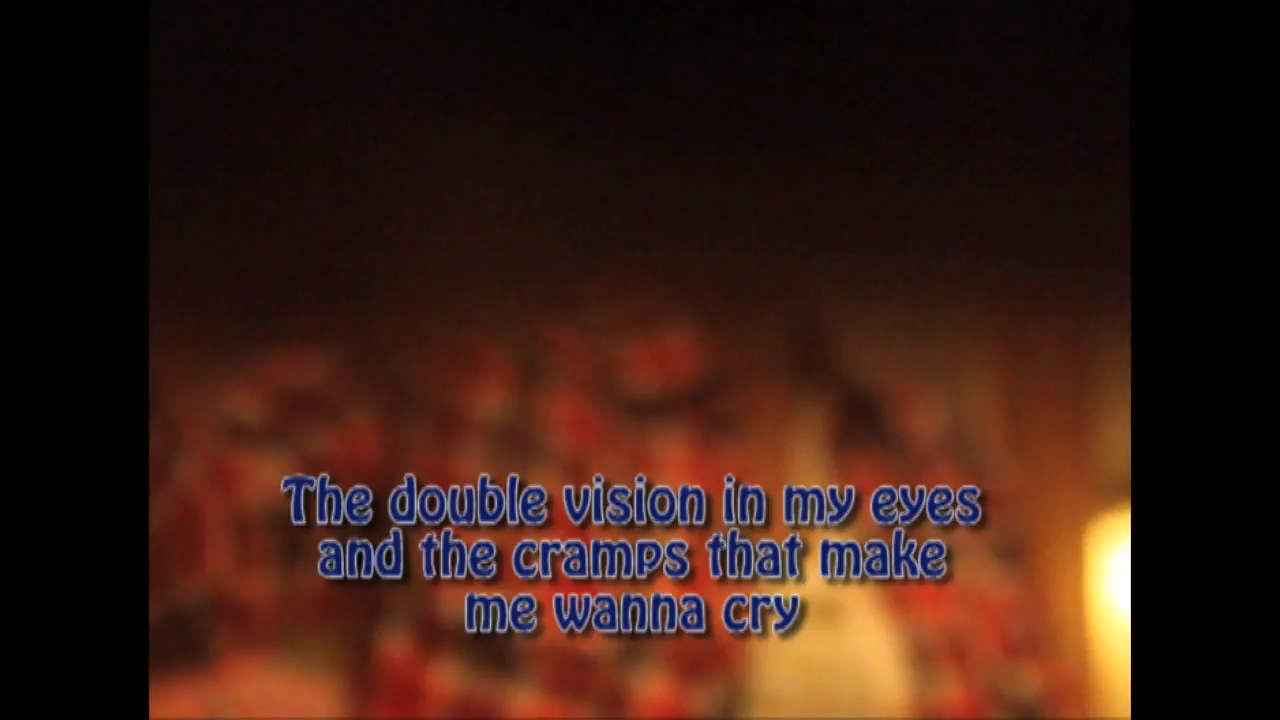 The double vision in my eyes
and the cramps that make
me wanna cry